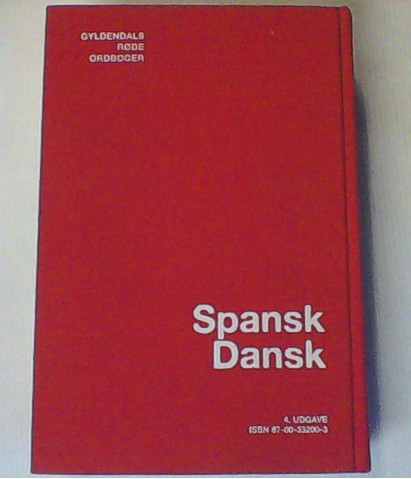 GYLDENDALS
RØDE
ORDBØGER
Spansk
Dansk
4. UDGAVE
ISBN 87-00-33200-3